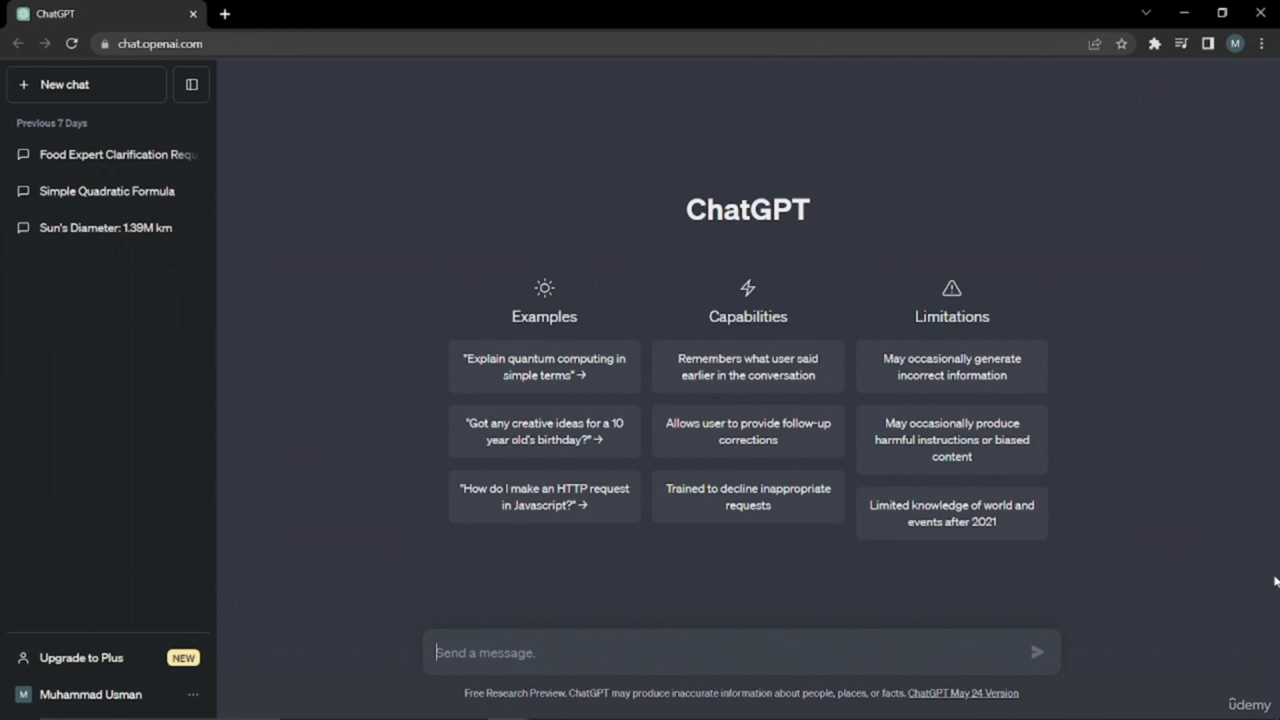 ChatGPT
chat.openai.com
M
New chat
Previous 7 Days
Food Expert Clarification Requ
Simple Quadratic Formula
Sun's Diameter: 1.39M km
Upgrade to Plus
NEW
M
Muhammad Usman
ChatGPT
Examples
"Explain quantum computing in
simple terms" →
"Got any creative ideas for a 10
year old's birthday?" →
"How do I make an HTTP request
in Javascript?" →
Capabilities
Remembers what user said
earlier in the conversation
Allows user to provide follow-up
corrections
Trained to decline inappropriate
requests
Limitations
May occasionally generate
incorrect information
May occasionally produce
harmful instructions or biased
content
Limited knowledge of world and
events after 2021
Send a message.
Free Research Preview. ChatGPT may produce inaccurate information about people, places, or facts. ChatGPT May 24 Version
ûdemy